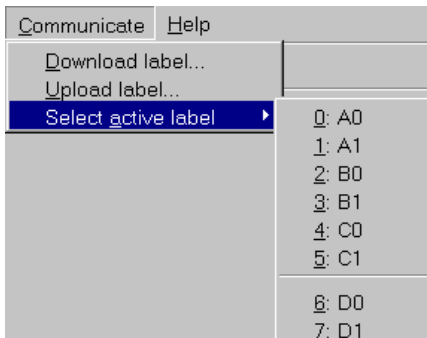 Communicate Help
Download label...
Upload label...
Select active label
0: A0
1: A1
2: B0
3: B1
4: C0
5: C1
6: D0
7: D1